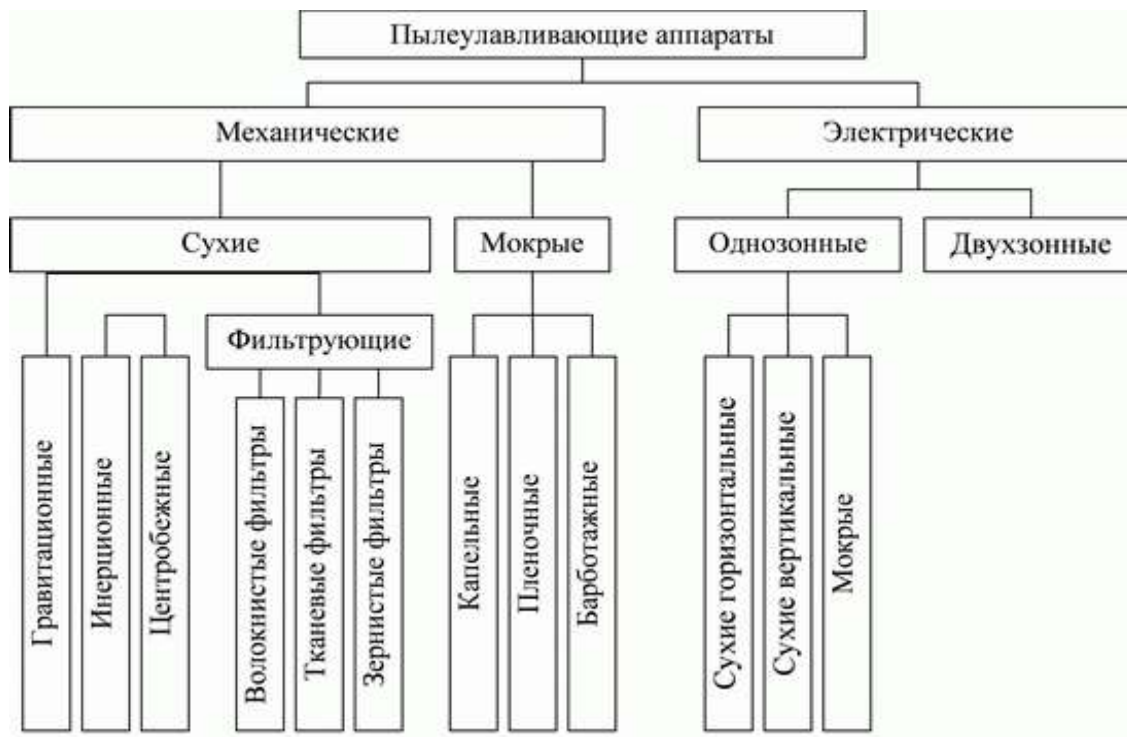 Пылеулавливающие аппараты
Механические
Электрические
Сухие
Мокрые
Однозонные
Двухзонные
Фильтрующие
Гравитационные
Инерционные
Центробежные
Волокнистые фильтры
Тканевые фильтры
Зернистые фильтры
Капельные
Пленочные
Барботажные
Сухие горизонтальные
Сухие вертикальные
Мокрые